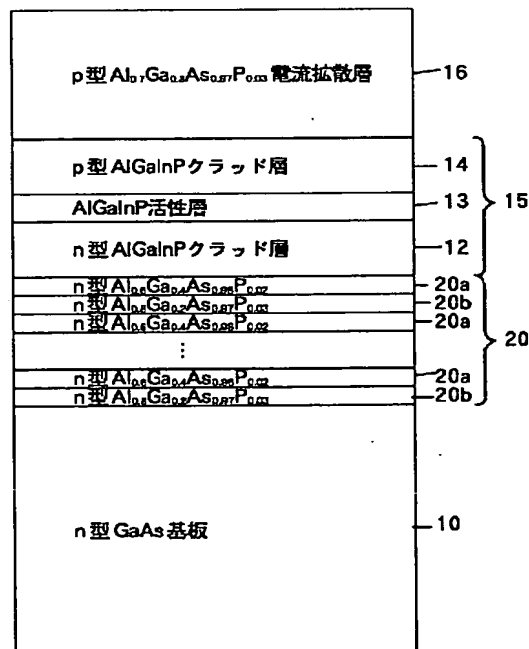 p型Al₀.₇Ga₀.₃As₀.₉₇P₀.₀₃電流拡散層 16
p型AlGaInPクラッド層 14
AlGaInP活性層 13
15
n型AlGaInPクラッド層 12
n型Al₀.₆Ga₀.₄As₀.₉₈P₀.₀₂ 20a
n型Al₀.₈Ga₀.₂As₀.₉₇P₀.₀₃ 20b
n型Al₀.₆Ga₀.₄As₀.₉₈P₀.₀₂ 20a
⋮
20
n型Al₀.₆Ga₀.₄As₀.₉₈P₀.₀₂ 20a
n型Al₀.₈Ga₀.₂As₀.₉₇P₀.₀₃ 20b
n型GaAs基板 10